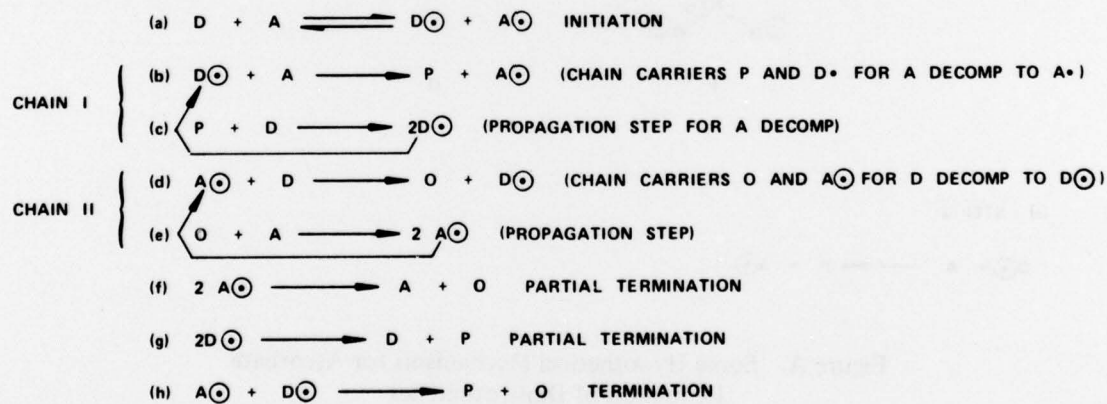 (a) D + A ⇌ D⊙ + A⊙ INITIATION
CHAIN I
(b) D⊙ + A ⟶ P + A⊙ (CHAIN CARRIERS P AND D• FOR A DECOMP TO A•)
(c) P + D ⟶ 2D⊙ (PROPAGATION STEP FOR A DECOMP)
CHAIN II
(d) A⊙ + D ⟶ O + D⊙ (CHAIN CARRIERS O AND A⊙ FOR D DECOMP TO D⊙)
(e) O + A ⟶ 2 A⊙ (PROPAGATION STEP)
(f) 2 A⊙ ⟶ A + O PARTIAL TERMINATION
(g) 2D⊙ ⟶ D + P PARTIAL TERMINATION
(h) A⊙ + D⊙ ⟶ P + O TERMINATION